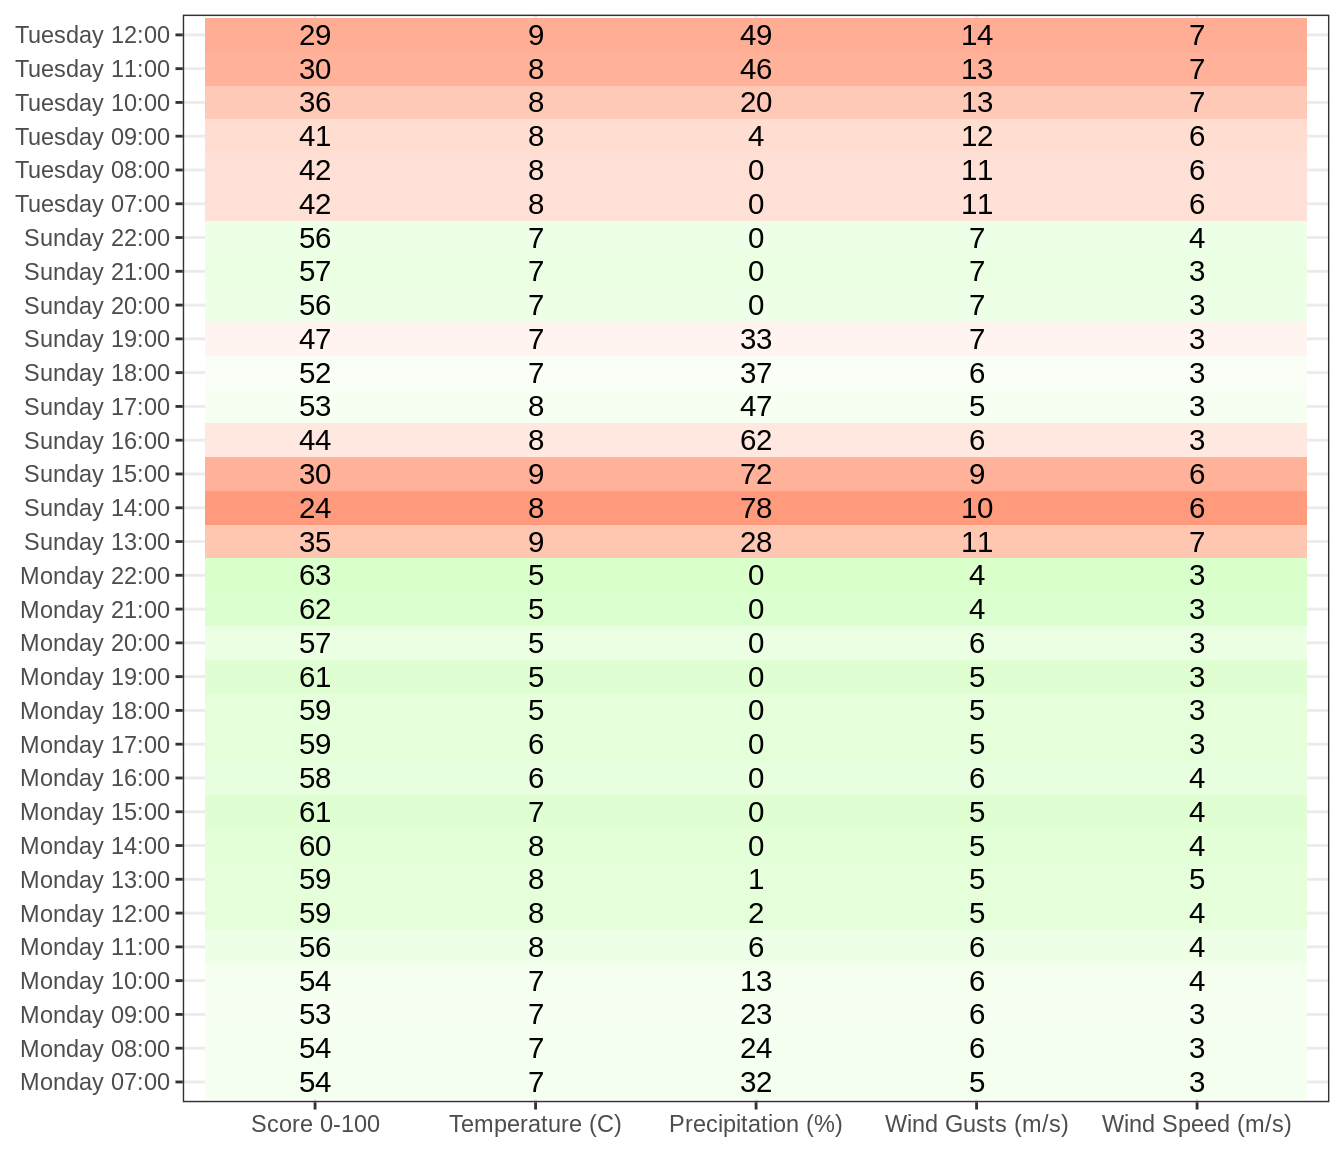 Tuesday 12:00 29 9 49 14 7
Tuesday 11:00 30 8 46 13 7
Tuesday 10:00 36 8 20 13 7
Tuesday 09:00 41 8 4 12 6
Tuesday 08:00 42 8 0 11 6
Tuesday 07:00 42 8 0 11 6
Sunday 22:00 56 7 0 7 4
Sunday 21:00 57 7 0 7 3
Sunday 20:00 56 7 0 7 3
Sunday 19:00 47 7 33 7 3
Sunday 18:00 52 7 37 6 3
Sunday 17:00 53 8 47 5 3
Sunday 16:00 44 8 62 6 3
Sunday 15:00 30 9 72 9 6
Sunday 14:00 24 8 78 10 6
Sunday 13:00 35 9 28 11 7
Monday 22:00 63 5 0 4 3
Monday 21:00 62 5 0 4 3
Monday 20:00 57 5 0 6 3
Monday 19:00 61 5 0 5 3
Monday 18:00 59 5 0 5 3
Monday 17:00 59 6 0 5 3
Monday 16:00 58 6 0 6 4
Monday 15:00 61 7 0 5 4
Monday 14:00 60 8 0 5 4
Monday 13:00 59 8 1 5 5
Monday 12:00 59 8 2 5 4
Monday 11:00 56 8 6 6 4
Monday 10:00 54 7 13 6 4
Monday 09:00 53 7 23 6 3
Monday 08:00 54 7 24 6 3
Monday 07:00 54 7 32 5 3
Score 0-100 Temperature (C) Precipitation (%) Wind Gusts (m/s) Wind Speed (m/s)